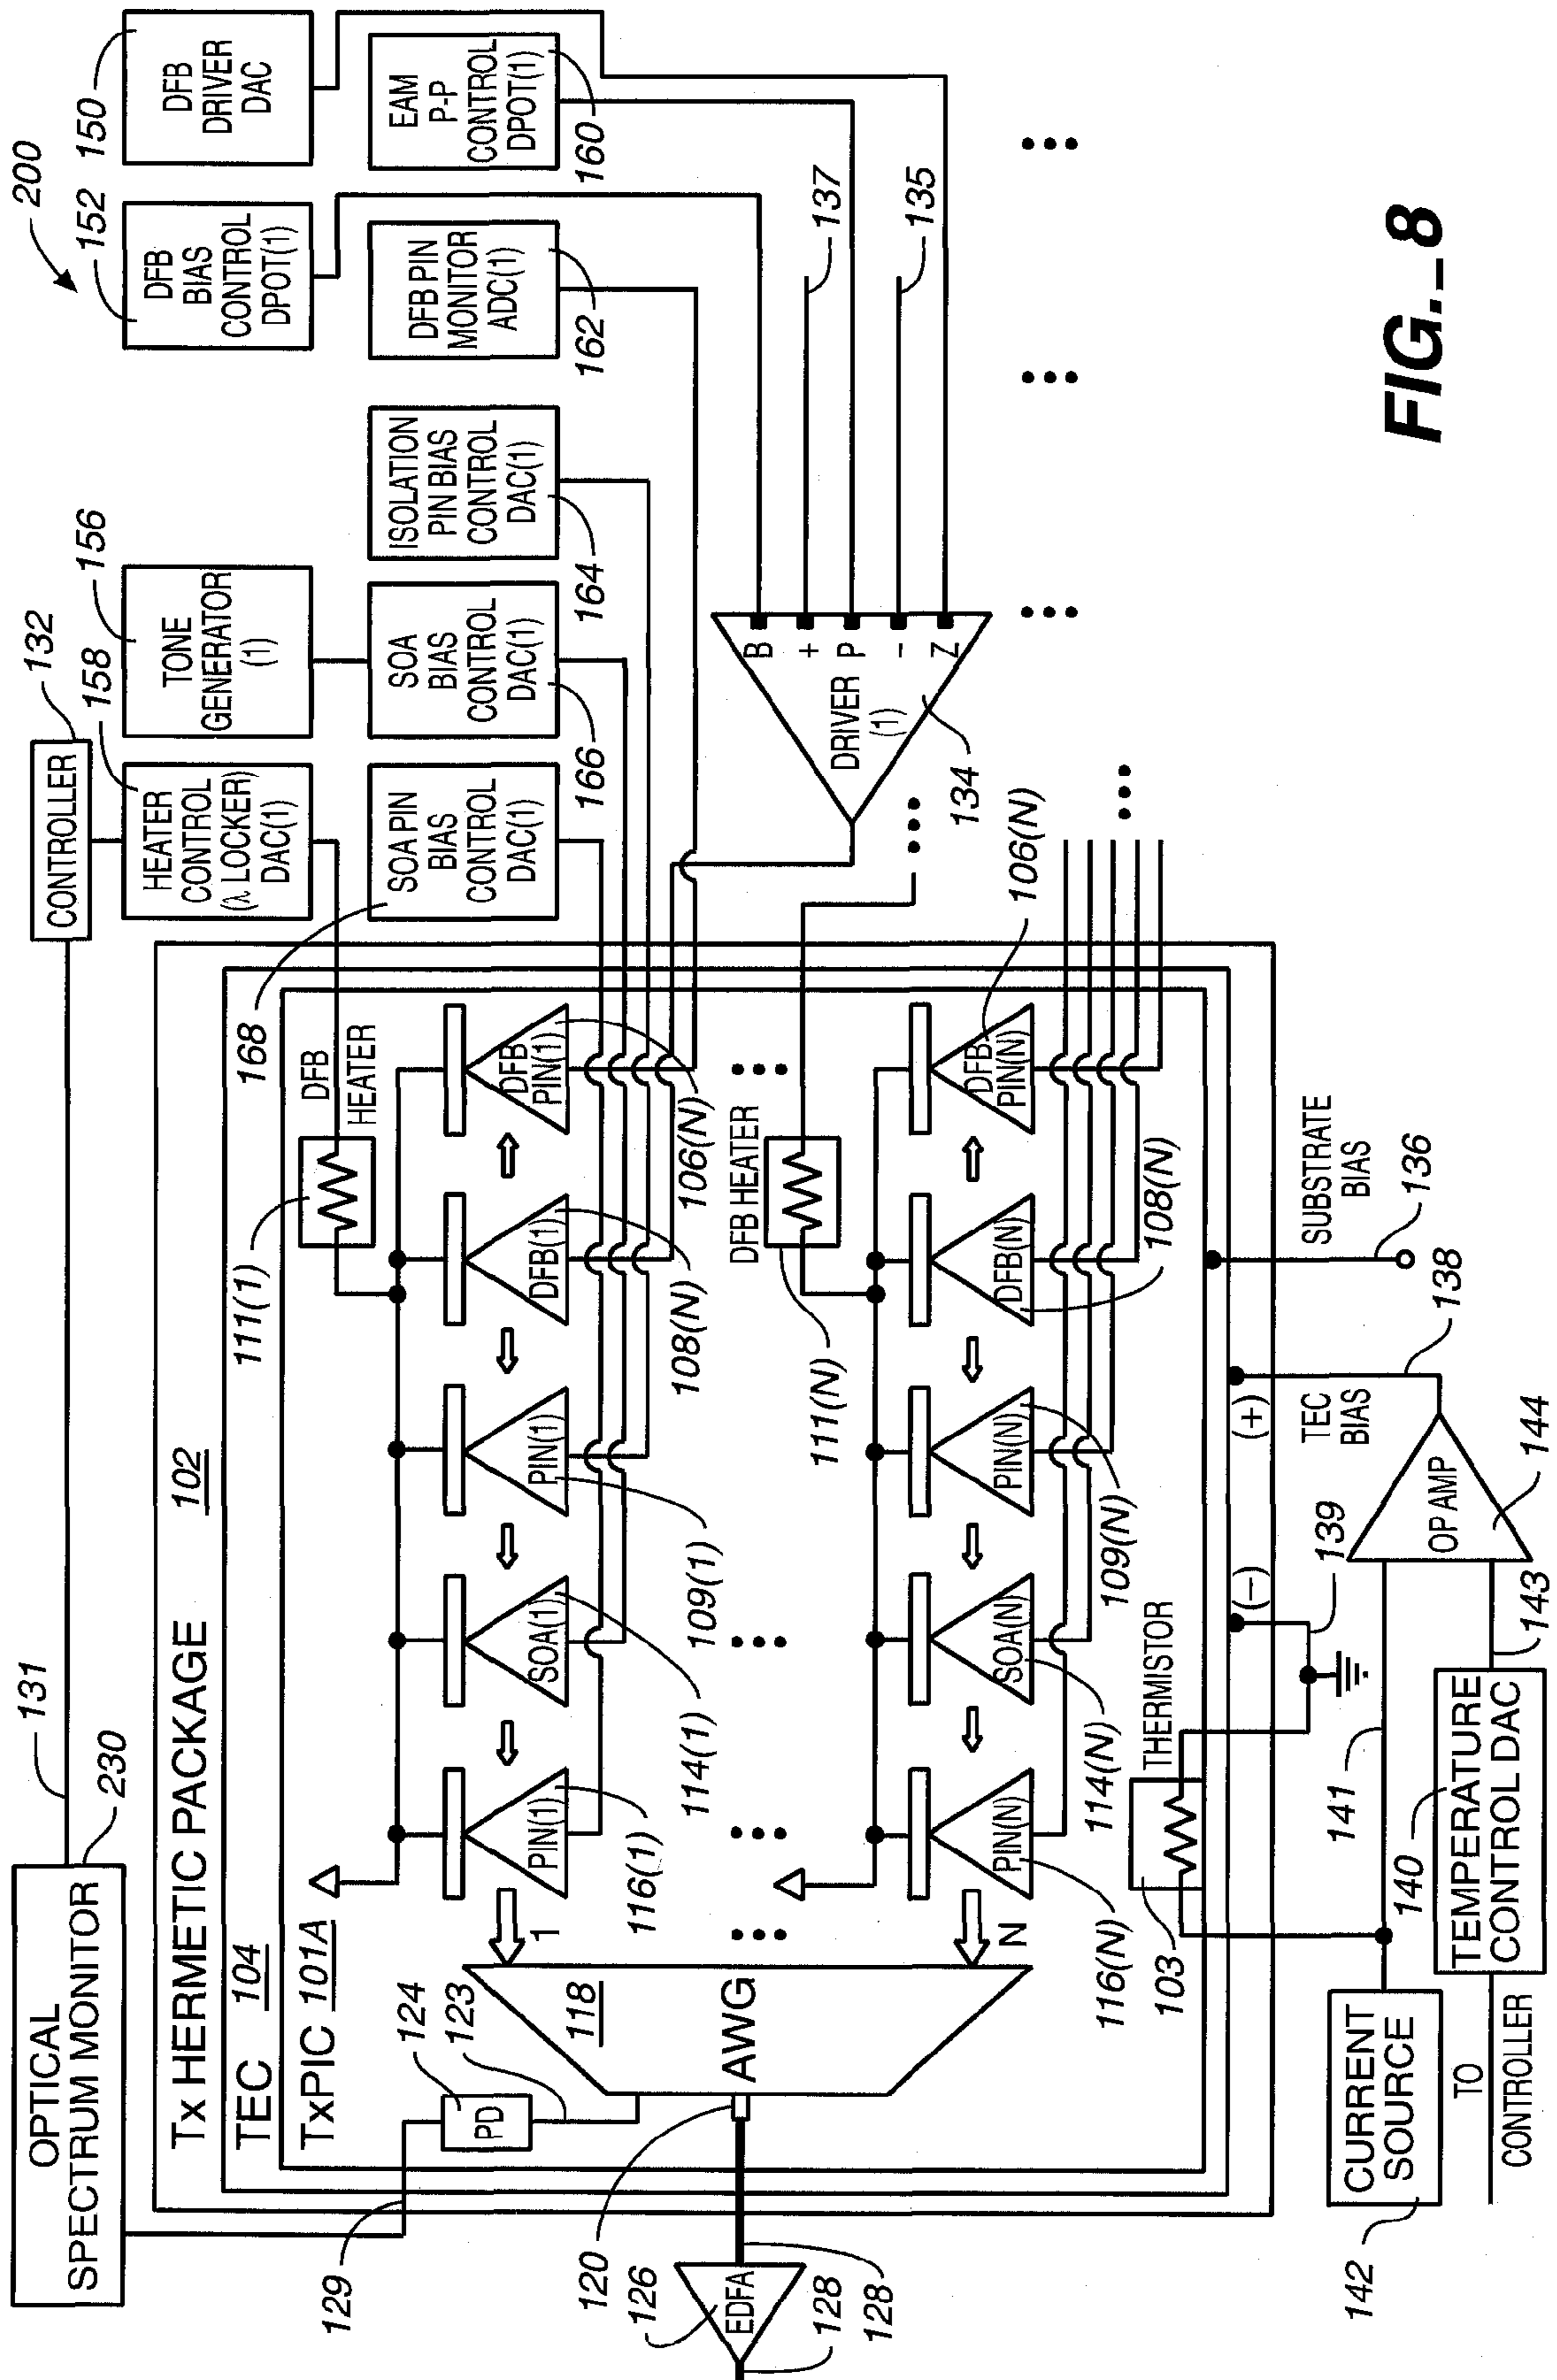 200
150
DFB
DRIVER
DAC
152
DFB
BIAS
CONTROL
DPOT(1)
EAM
P-P
CONTROL
DPOT(1)
160
DFB PIN
MONITOR
ADC(1)
162
ISOLATION
PIN BIAS
CONTROL
DAC(1)
164
156
TONE
GENERATOR
(1)
SOA
BIAS
CONTROL
DAC(1)
166
132
CONTROLLER
158
HEATER
CONTROL
(λ LOCKER)
DAC(1)
SOA PIN
BIAS
CONTROL
DAC(1)
168
131
OPTICAL
SPECTRUM MONITOR
230
129
Tx HERMETIC PACKAGE 102
TEC 104
TxPIC 101A
111(1)
DFB
HEATER
DFB
PIN(1)
106(N)
DFB(1)
108(N)
PIN(1)
109(1)
SOA(1)
114(1)
PIN(1)
116(1)
1
137
135
B
+
P
-
Z
DRIVER
(1)
134
DFB HEATER
111(N)
106(N)
DFB
PIN(N)
DFB(N)
108(N)
PIN(N)
109(N)
SOA(N)
114(N)
PIN(N)
116(N)
N
124
PD
123
118
AWG
120
EDFA
126
128
128
THERMISTOR
103
SUBSTRATE
BIAS
136
138
(+)
TEC
BIAS
(-)
139
OP AMP
144
141
143
TEMPERATURE
CONTROL DAC
140
CURRENT
SOURCE
142
TO
CONTROLLER
FIG._8